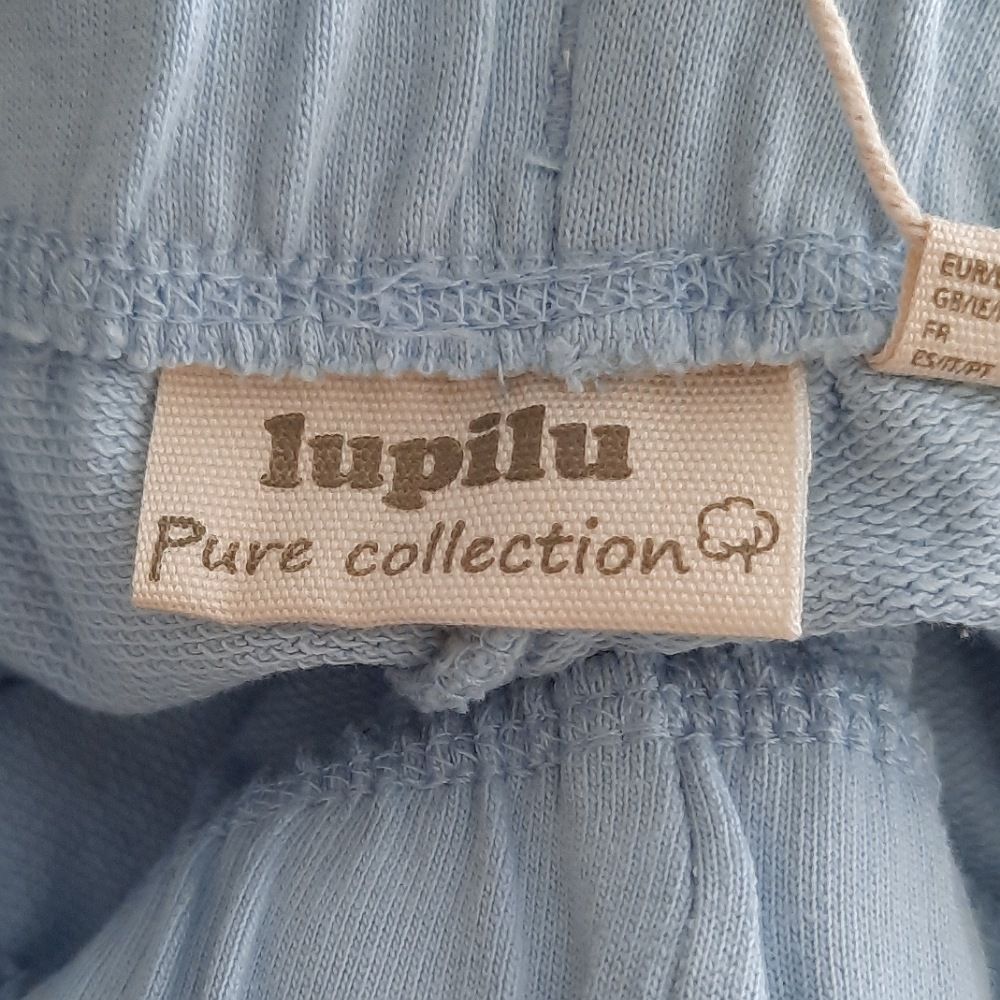 lupilu
Pure collection
GB/IE/
FR
ES/IT/PT